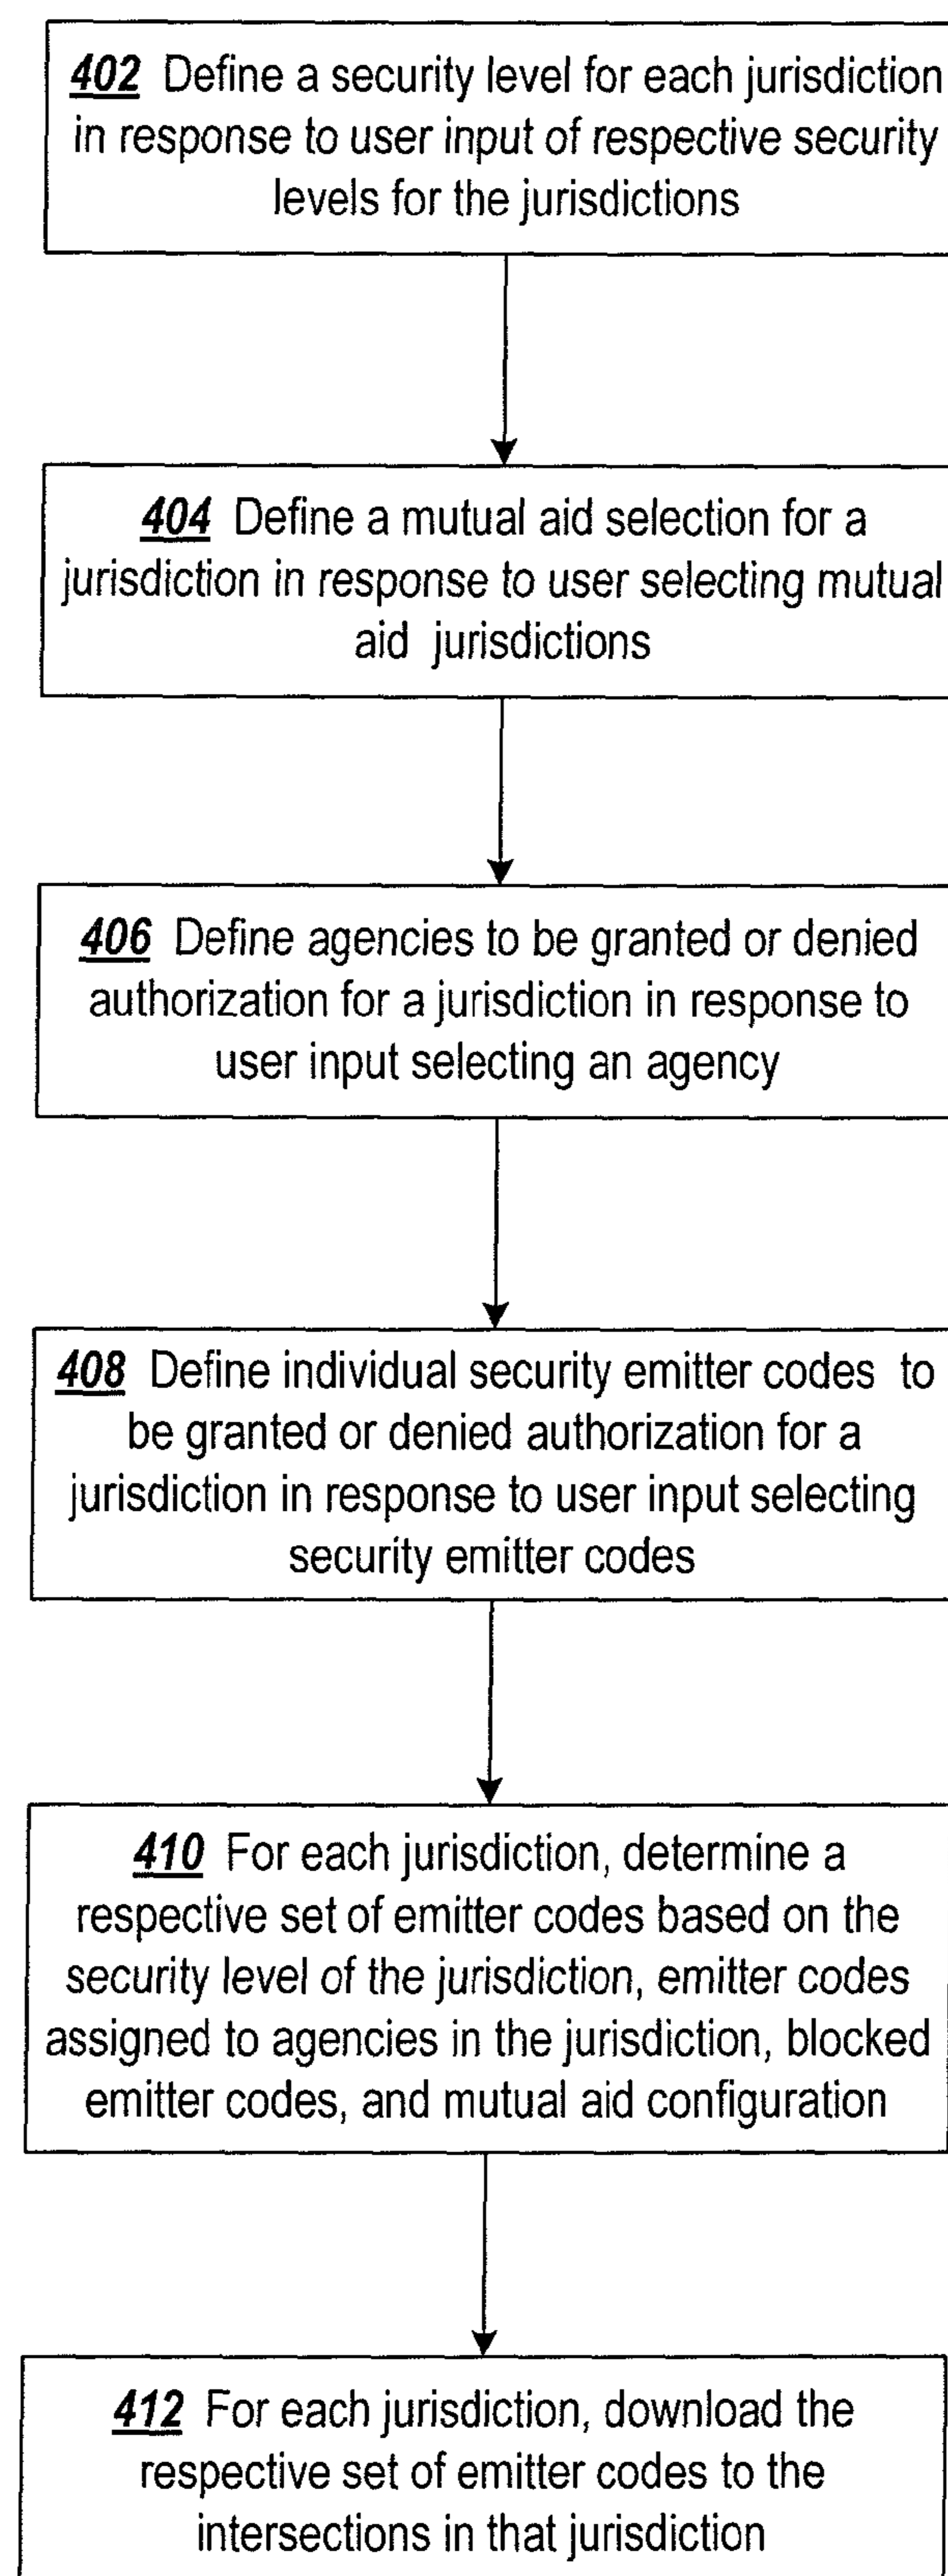 402 Define a security level for each jurisdiction
in response to user input of respective security
levels for the jurisdictions
404 Define a mutual aid selection for a
jurisdiction in response to user selecting mutual
aid jurisdictions
406 Define agencies to be granted or denied
authorization for a jurisdiction in response to
user input selecting an agency
408 Define individual security emitter codes to
be granted or denied authorization for a
jurisdiction in response to user input selecting
security emitter codes
410 For each jurisdiction, determine a
respective set of emitter codes based on the
security level of the jurisdiction, emitter codes
assigned to agencies in the jurisdiction, blocked
emitter codes, and mutual aid configuration
412 For each jurisdiction, download the
respective set of emitter codes to the
intersections in that jurisdiction